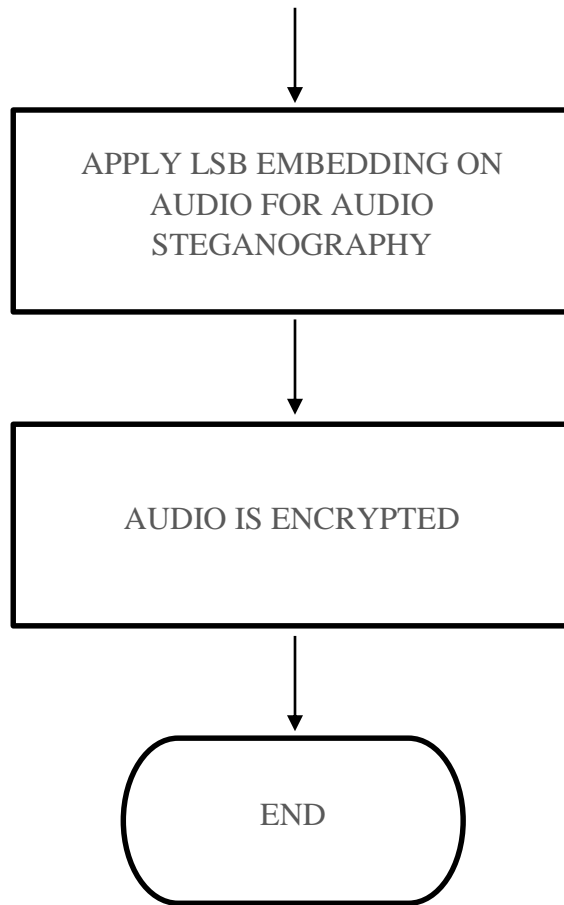 APPLY LSB EMBEDDING ON
AUDIO FOR AUDIO
STEGANOGRAPHY
AUDIO IS ENCRYPTED
END